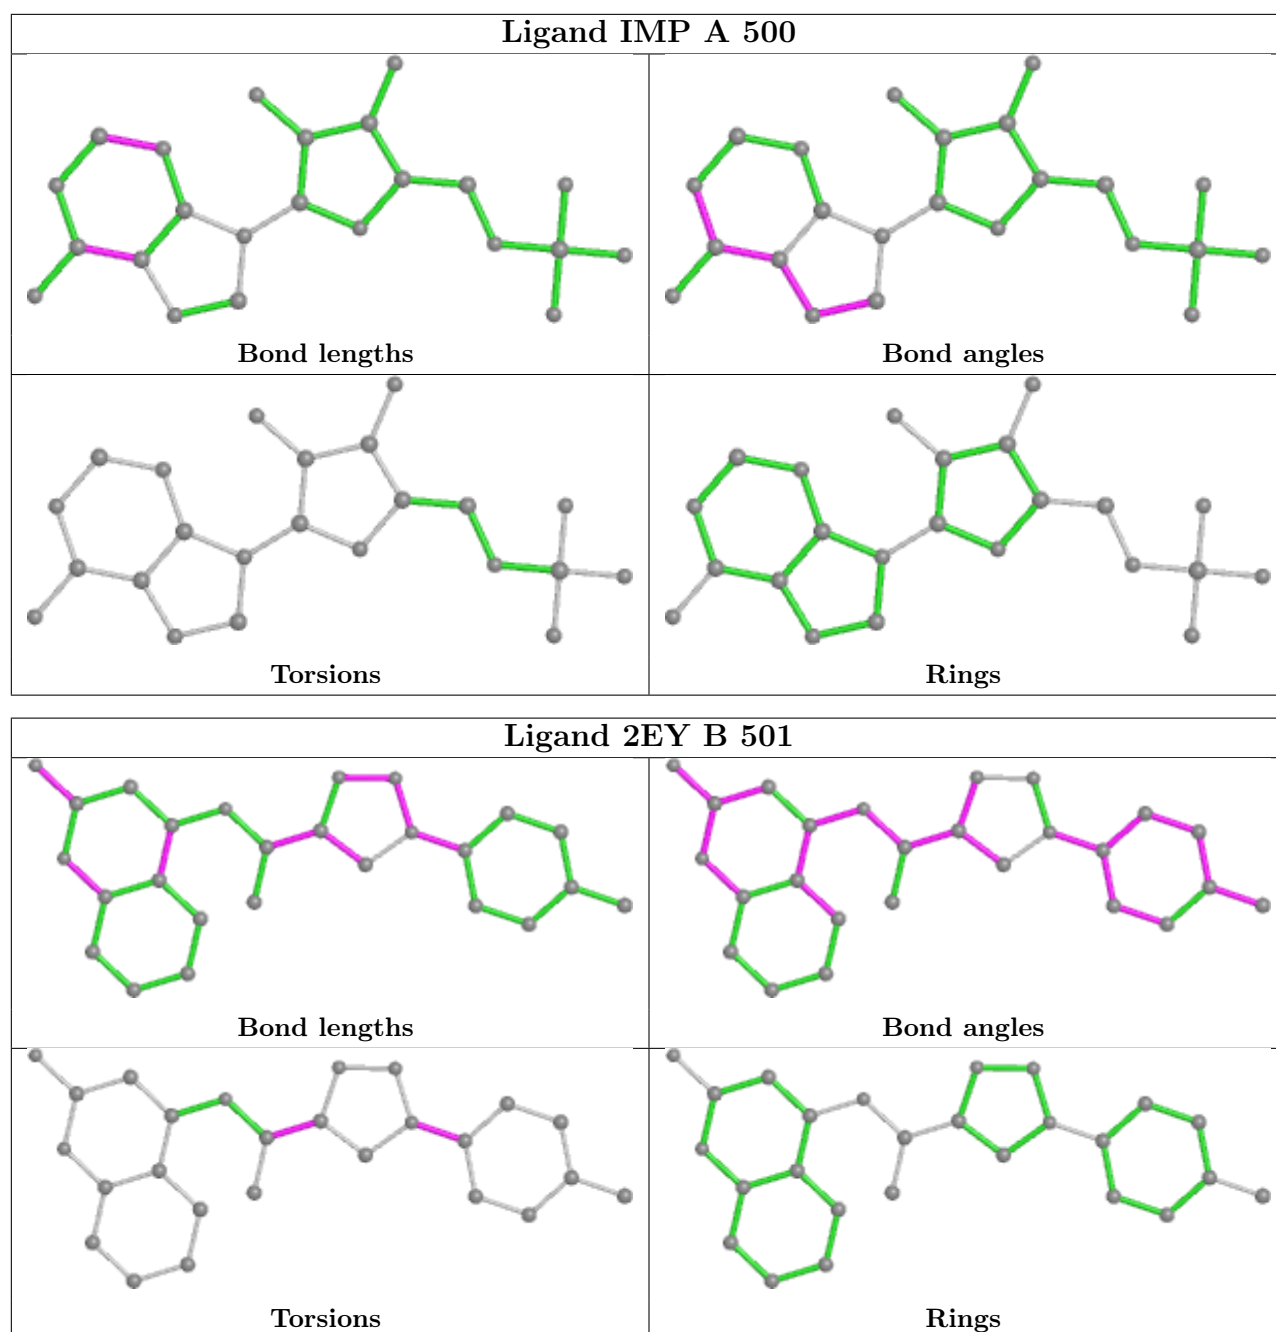 Ligand IMP A 500
Bond lengths
Bond angles
Torsions
Rings
Ligand 2EY B 501
Bond lengths
Bond angles
Torsions
Rings